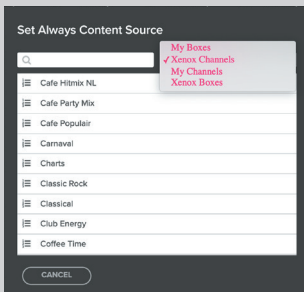 Set Always Content Source
My Boxes
✓Xenox Channels
My Channels
Xenox Boxes
Cafe Hitmix NL
Cafe Party Mix
Cafe Populair
Carnaval
Charts
Classic Rock
Classical
Club Energy
Coffee Time
CANCEL